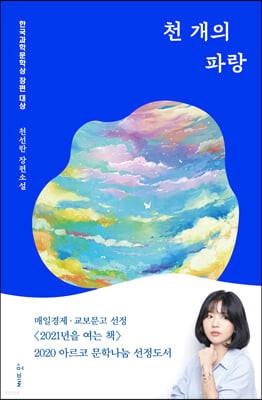 천 개의
파랑
한국과학문학상 장편 대상
천선란 장편소설
매일경제 · 교보문고 선정
〈2021년을 여는 책〉
2020 아르코 문학나눔 선정도서
허블